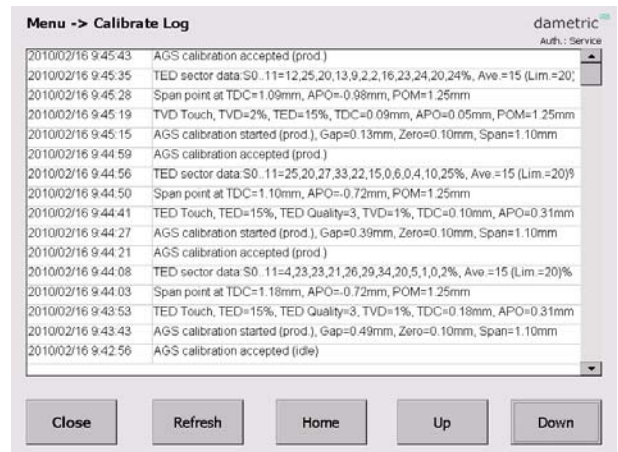 Menu -> Calibrate Log
dametric
Auth.: Service
2010/02/16 9:45:43 AGS calibration accepted (prod.)
2010/02/16 9:45:35 TED sector data:S0..11=12,25,20,13,9,2,2,16,23,24,20,24%, Ave.=15 (Lim.=20;
2010/02/16 9:45:28 Span point at TDC=1.09mm, APO=-0.98mm, POM=1.25mm
2010/02/16 9:45:19 TVD Touch, TVD=2%, TED=15%, TDC=0.09mm, APO=0.05mm, POM=1.25mm
2010/02/16 9:45:15 AGS calibration started (prod.), Gap=0.13mm, Zero=0.10mm, Span=1.10mm
2010/02/16 9:44:59 AGS calibration accepted (prod.)
2010/02/16 9:44:56 TED sector data:S0..11=25,20,27,33,22,15,0,6,0,4,10,25%, Ave.=15 (Lim.=20)%
2010/02/16 9:44:50 Span point at TDC=1.10mm, APO=-0.72mm, POM=1.25mm
2010/02/16 9:44:41 TED Touch, TED=15%, TED Quality=3, TVD=1%, TDC=0.10mm, APO=0.31mm
2010/02/16 9:44:27 AGS calibration started (prod.), Gap=0.39mm, Zero=0.10mm, Span=1.10mm
2010/02/16 9:44:21 AGS calibration accepted (prod.)
2010/02/16 9:44:08 TED sector data:S0..11=4,23,23,21,26,29,34,20,5,1,0,2%, Ave.=15 (Lim.=20)%
2010/02/16 9:44:03 Span point at TDC=1.18mm, APO=-0.72mm, POM=1.25mm
2010/02/16 9:43:53 TED Touch, TED=15%, TED Quality=3, TVD=1%, TDC=0.18mm, APO=0.31mm
2010/02/16 9:43:43 AGS calibration started (prod.), Gap=0.49mm, Zero=0.10mm, Span=1.10mm
2010/02/16 9:42:56 AGS calibration accepted (idle)
Close Refresh Home Up Down